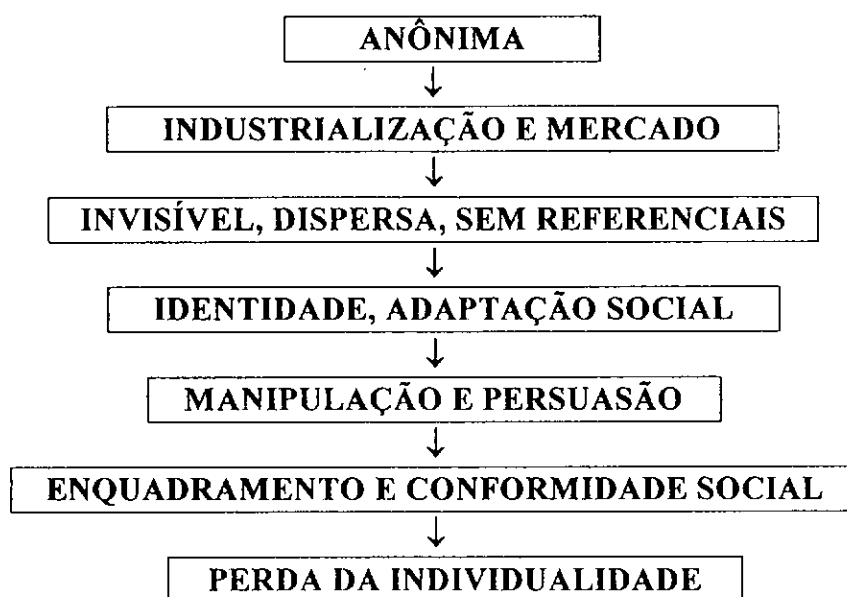 ANÔNIMA
INDUSTRIALIZAÇÃO E MERCADO
INVISÍVEL, DISPERSA, SEM REFERENCIAIS
IDENTIDADE, ADAPTAÇÃO SOCIAL
MANIPULAÇÃO E PERSUASÃO
ENQUADRAMENTO E CONFORMIDADE SOCIAL
PERDA DA INDIVIDUALIDADE